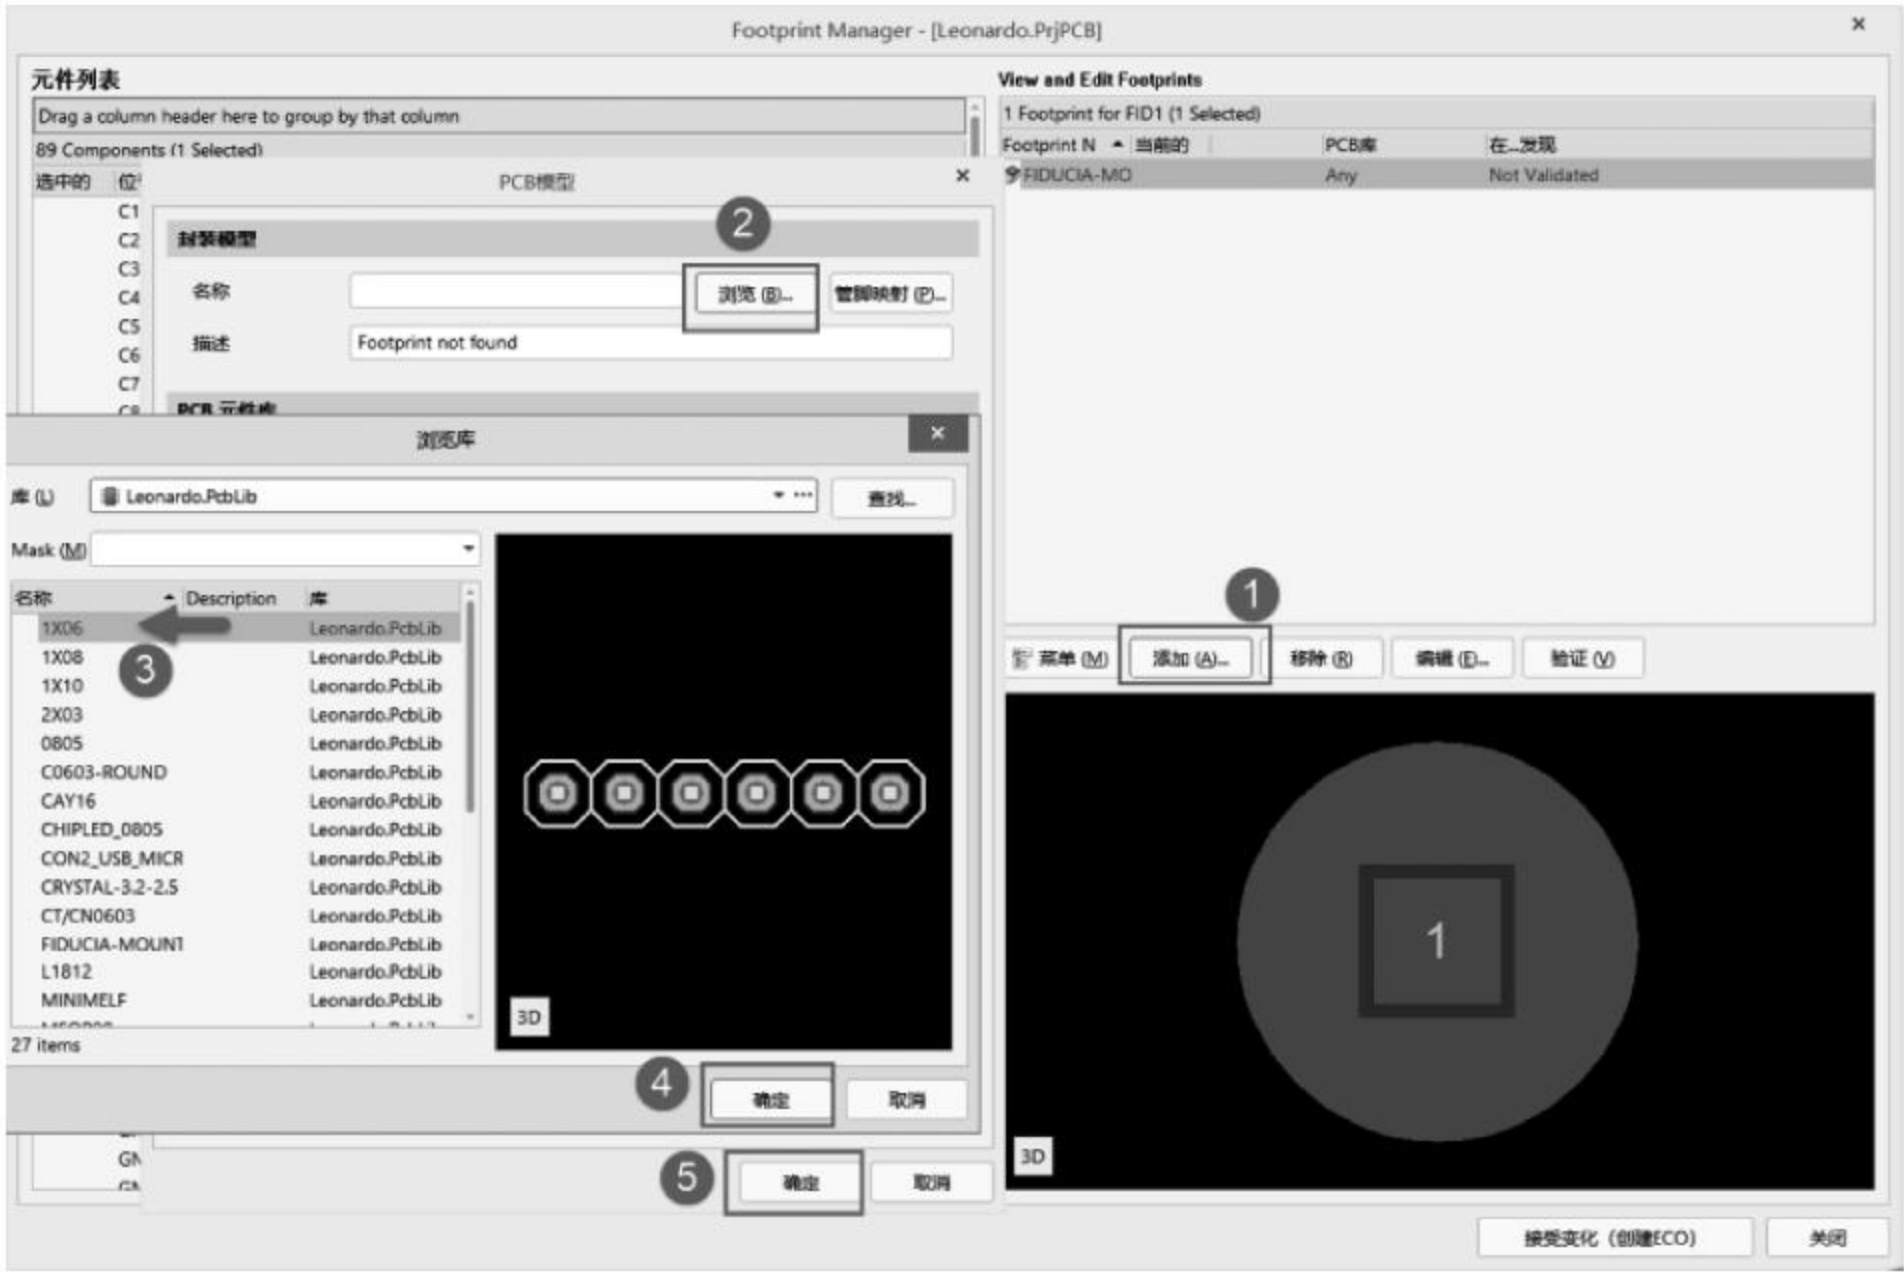 Footprint Manager - [Leonardo.PrjPCB]
元件列表
Drag a column header here to group by that column
89 Components (1 Selected)
选中的
C1
C2
C3
C4
C5
C6
C7
C8
PCB模型
封装模型
2
名称
浏览 (B)...
管脚映射 (P)...
描述
Footprint not found
PCB 元件库
浏览库
库 (L)
Leonardo.PcbLib
查找...
Mask (M)
名称 Description 库
1X06 Leonardo.PcbLib
1X08 Leonardo.PcbLib
1X10 Leonardo.PcbLib
2X03 Leonardo.PcbLib
0805 Leonardo.PcbLib
C0603-ROUND Leonardo.PcbLib
CAY16 Leonardo.PcbLib
CHIPLED_0805 Leonardo.PcbLib
CON2_USB_MICR Leonardo.PcbLib
CRYSTAL-3.2-2.5 Leonardo.PcbLib
CT/CN0603 Leonardo.PcbLib
FIDUCIA-MOUNT Leonardo.PcbLib
L1812 Leonardo.PcbLib
MINIMELF Leonardo.PcbLib
3
27 items
3D
4
确定
取消
GN
5
确定
取消
View and Edit Footprints
1 Footprint for FID1 (1 Selected)
Footprint N 当前的 PCB库 在...发现
FIDUCIA-MO Any Not Validated
1
菜单 (M)
添加 (A)...
移除 (R)
编辑 (E)...
验证 (V)
1
3D
接受变化（创建ECO）
关闭